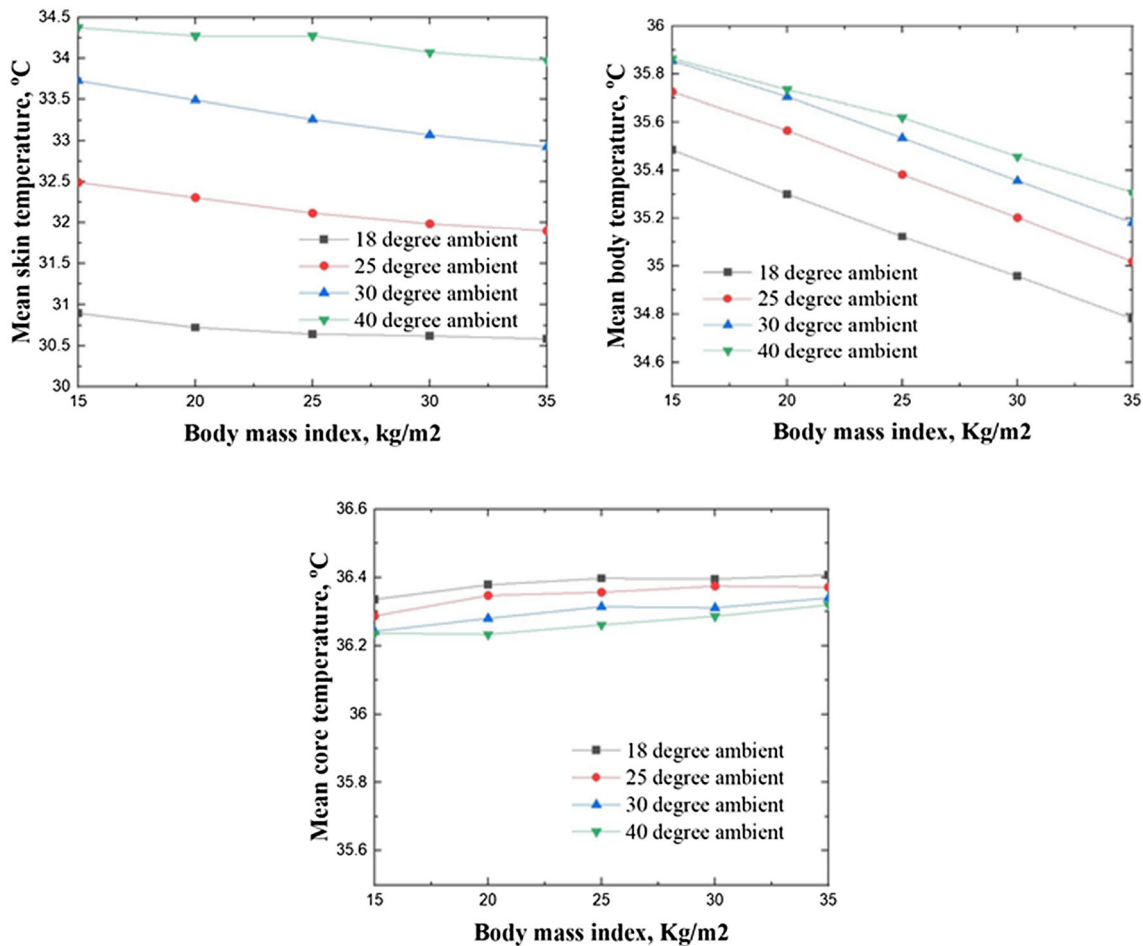 Mean skin temperature, ºC
34.5
34
33.5
33
32.5
32
31.5
31
30.5
30
18 degree ambient
25 degree ambient
30 degree ambient
40 degree ambient
15 20 25 30 35
Body mass index, kg/m2
Mean body temperature, ºC
36
35.8
35.6
35.4
35.2
35
34.8
34.6
18 degree ambient
25 degree ambient
30 degree ambient
40 degree ambient
15 20 25 30 35
Body mass index, Kg/m2
Mean core temperature, ºC
36.6
36.4
36.2
36
35.8
35.6
18 degree ambient
25 degree ambient
30 degree ambient
40 degree ambient
15 20 25 30 35
Body mass index, Kg/m2